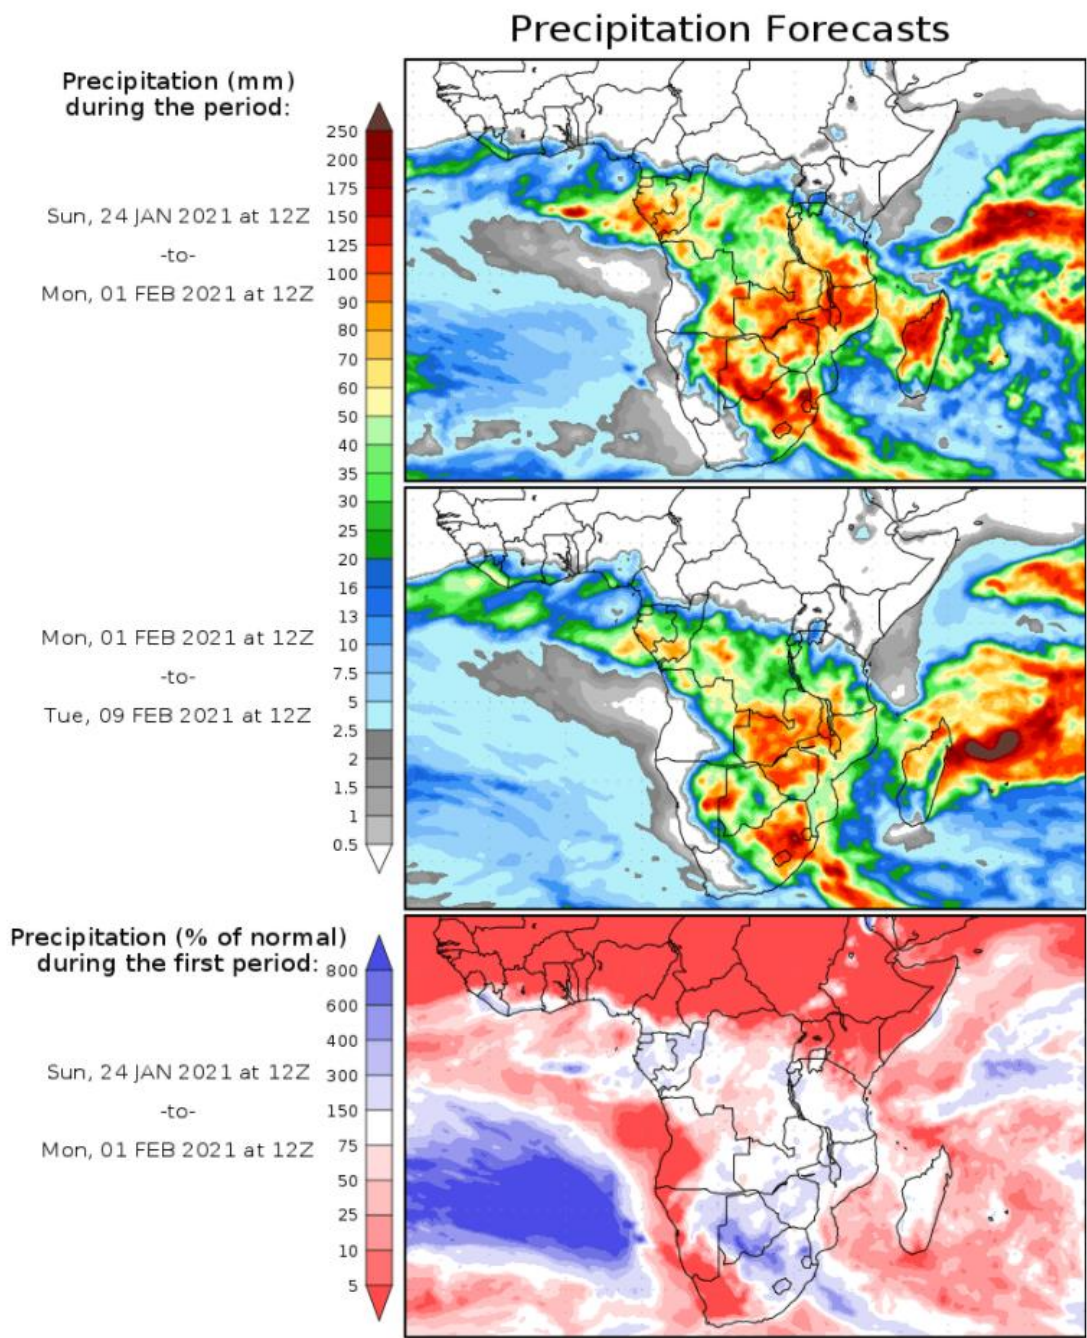 Precipitation Forecasts
Precipitation (mm)
during the period:
250
200
175
150
125
100
90
80
70
60
50
40
35
30
25
20
16
13
10
7.5
5
2.5
2
1.5
1
0.5
Sun, 24 JAN 2021 at 12Z
-to-
Mon, 01 FEB 2021 at 12Z
Mon, 01 FEB 2021 at 12Z
-to-
Tue, 09 FEB 2021 at 12Z
Precipitation (% of normal)
during the first period:
800
600
400
300
150
75
50
25
10
5
Sun, 24 JAN 2021 at 12Z
-to-
Mon, 01 FEB 2021 at 12Z